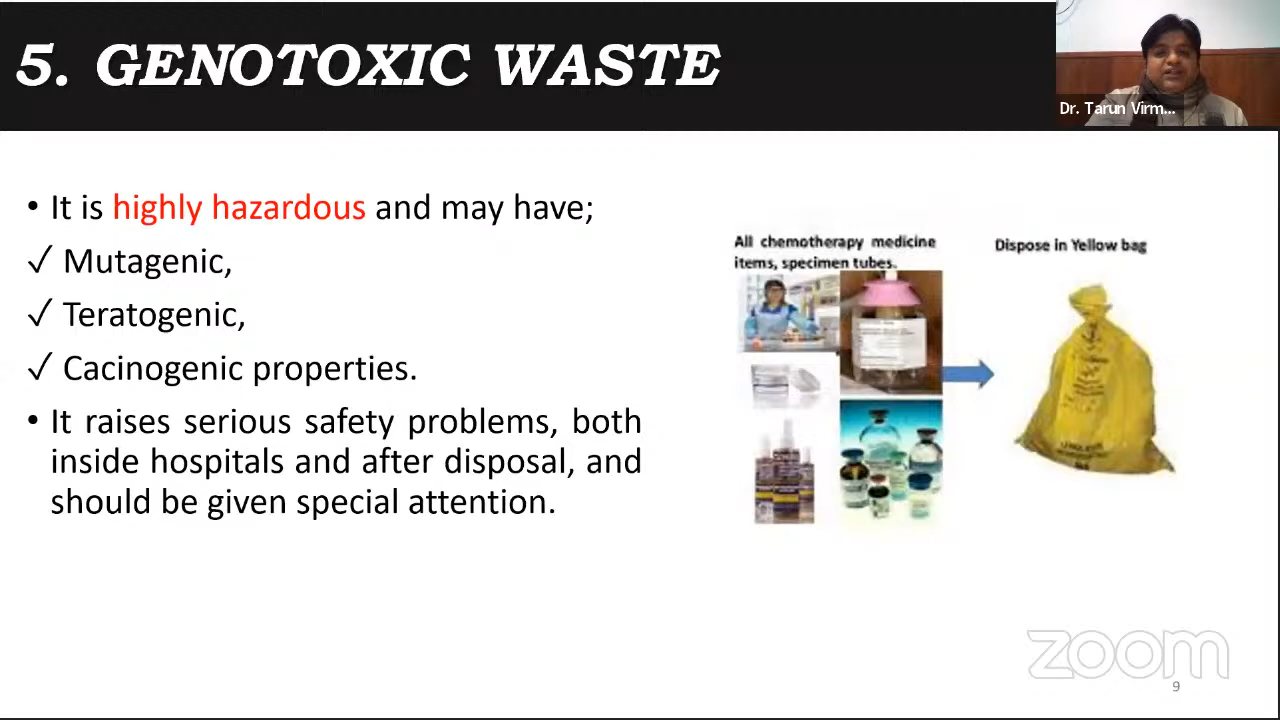 5. GENOTOXIC WASTE
Dr. Tarun Virm...
• It is highly hazardous and may have;
✓ Mutagenic,
✓ Teratogenic,
✓ Cacinogenic properties.
• It raises serious safety problems, both
inside hospitals and after disposal, and
should be given special attention.
All chemotherapy medicine
items, specimen tubes.
Dispose in Yellow bag
zoom
9